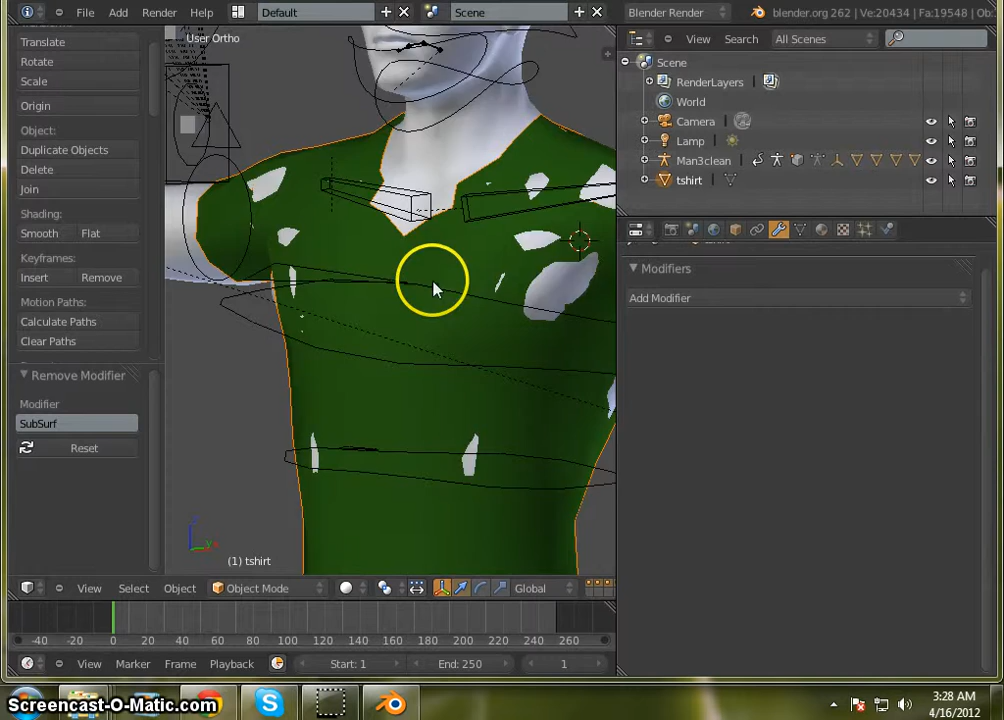 File Add Render Help Default Scene Blender Render blender.org 262 | Ve:20434 | Fa:19548 | Ob:
Translate
Rotate
Scale
Origin
Object:
Duplicate Objects
Delete
Join
Shading:
Smooth Flat
Keyframes:
Insert Remove
Motion Paths:
Calculate Paths
Clear Paths
Remove Modifier
Modifier
SubSurf
Reset
User Ortho
(1) tshirt
View Select Object Object Mode Global
View Search All Scenes
Scene
RenderLayers
World
Camera
Lamp
Man3clean
tshirt
Modifiers
Add Modifier
-40 -20 0 20 40 60 80 100 120 140 160 180 200 220 240 260
View Marker Frame Playback Start: 1 End: 250 1
Screencast-O-Matic.com
3:28 AM
4/16/2012